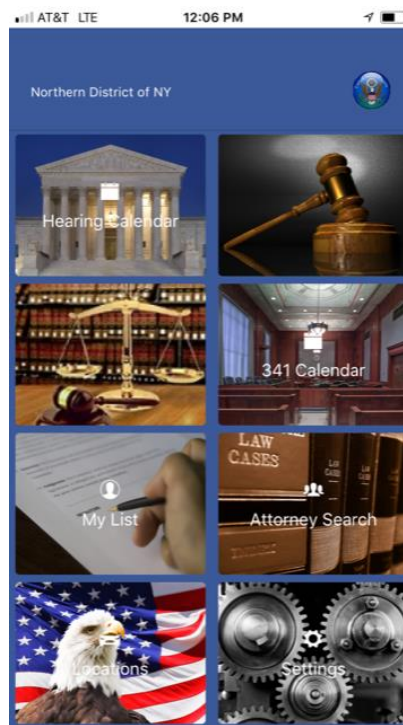 AT&T LTE 12:06 PM
Northern District of NY
Hearing Calendar
341 Calendar
My List
LAW
CASES
Attorney Search
Locations
Settings